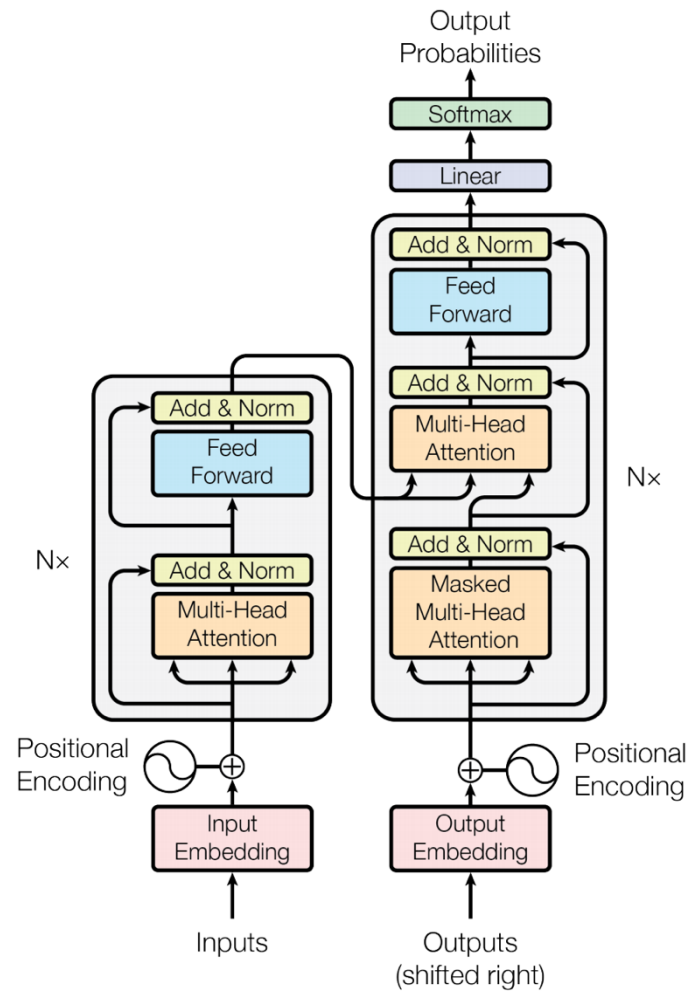 Output
Probabilities
Softmax
Linear
Add & Norm
Feed
Forward
Add & Norm
Multi-Head
Attention
Nx
Add & Norm
Masked
Multi-Head
Attention
Add & Norm
Feed
Forward
Nx
Add & Norm
Multi-Head
Attention
Positional
Encoding
Positional
Encoding
Input
Embedding
Output
Embedding
Inputs
Outputs
(shifted right)